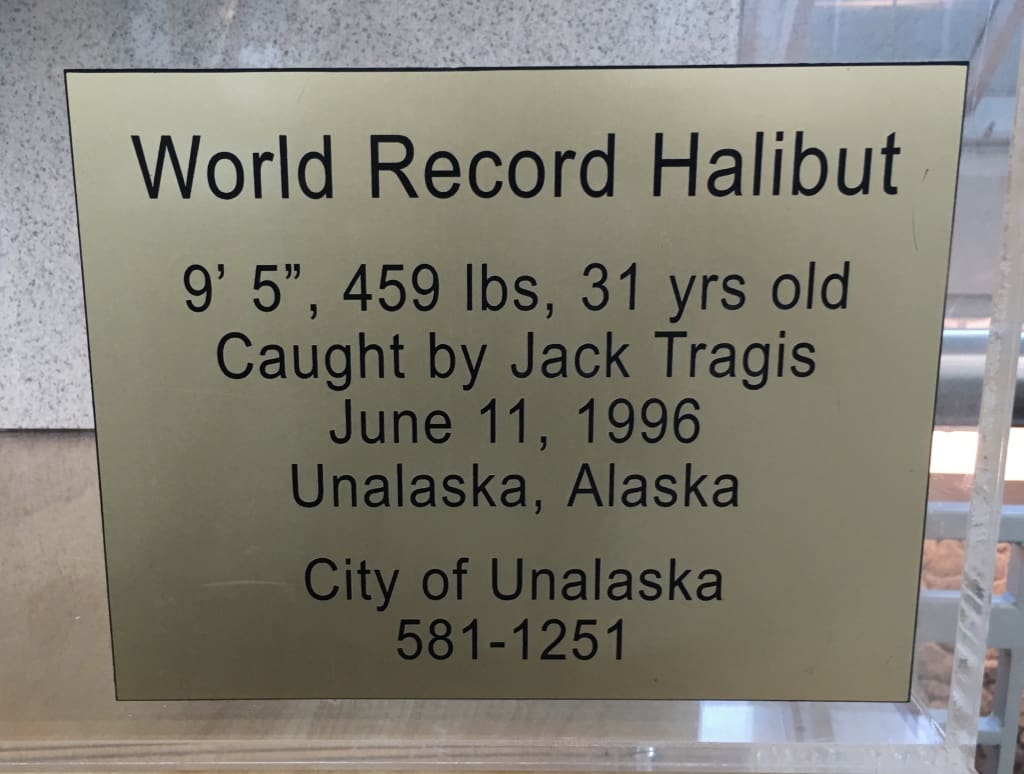 World Record Halibut
9’ 5”, 459 lbs, 31 yrs old
Caught by Jack Tragis
June 11, 1996
Unalaska, Alaska
City of Unalaska
581-1251